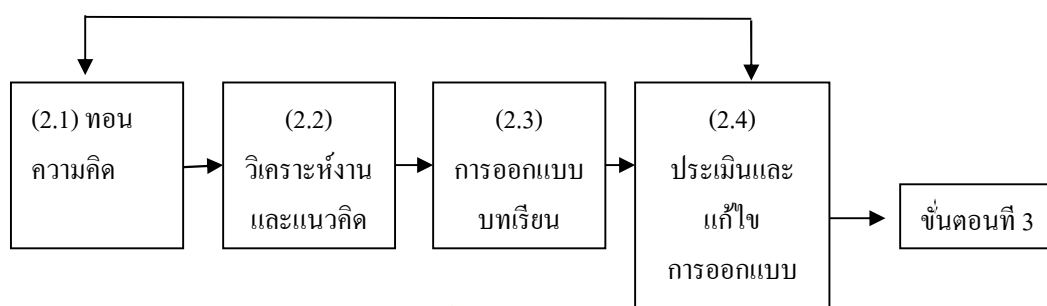 (2.1) ทอน
ความคิด
(2.2)
วิเคราะห์งาน
และแนวคิด
(2.3)
การออกแบบ
บทเรียน
(2.4)
ประเมินและ
แก้ไข
การออกแบบ
ขั่นตอนที 3